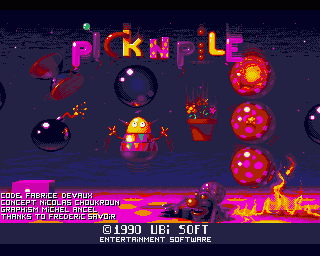 PICK'N PILE
CODE. FABRICE DEVAUX
CONCEPT NICOLAS CHOUKROUN
GRAPHISM MICHEL ANCEL
THANKS TO FREDERIC SAVOIR
©1990 UBi SOFT
ENTERTAINMENT SOFTWARE